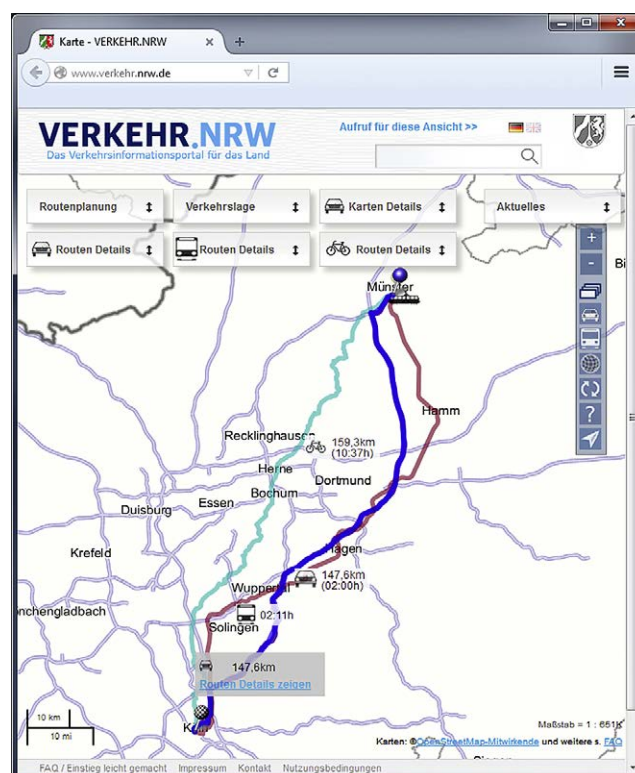 Karte - VERKEHR.NRW
www.verkehr.nrw.de
VERKEHR.NRW
Das Verkehrsinformationsportal für das Land
Aufruf für diese Ansicht >>
Routenplanung
Verkehrslage
Karten Details
Aktuelles
Routen Details
Routen Details
Routen Details
Bi
Münster
Hamm
Recklinghausen
159,3km
(10:37h)
Herne
Dortmund
Bochum
Essen
Duisburg
Krefeld
Hagen
147,6km
(02:00h)
Wuppertal
02:11h
önchengladbach
Solingen
147,6km
Routen Details zeigen
10 km
10 mi
Maßstab = 1 : 651K
Karten: ©OpenStreetMap-Mitwirkende und weitere s. FAQ
FAQ / Einstieg leicht gemacht Impressum Kontakt Nutzungsbedingungen